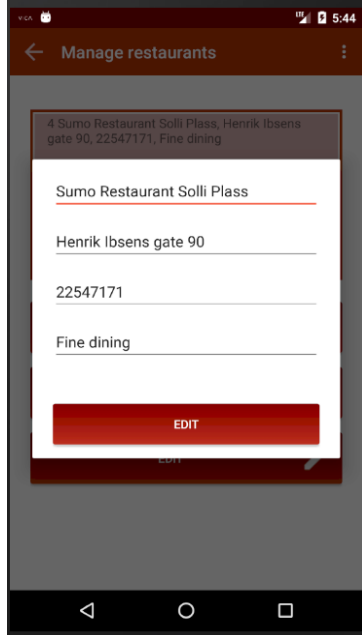 5:44
Manage restaurants
4 Sumo Restaurant Solli Plass, Henrik Ibsens
gate 90, 22547171, Fine dining
Sumo Restaurant Solli Plass
Henrik Ibsens gate 90
22547171
Fine dining
EDIT
EDIT